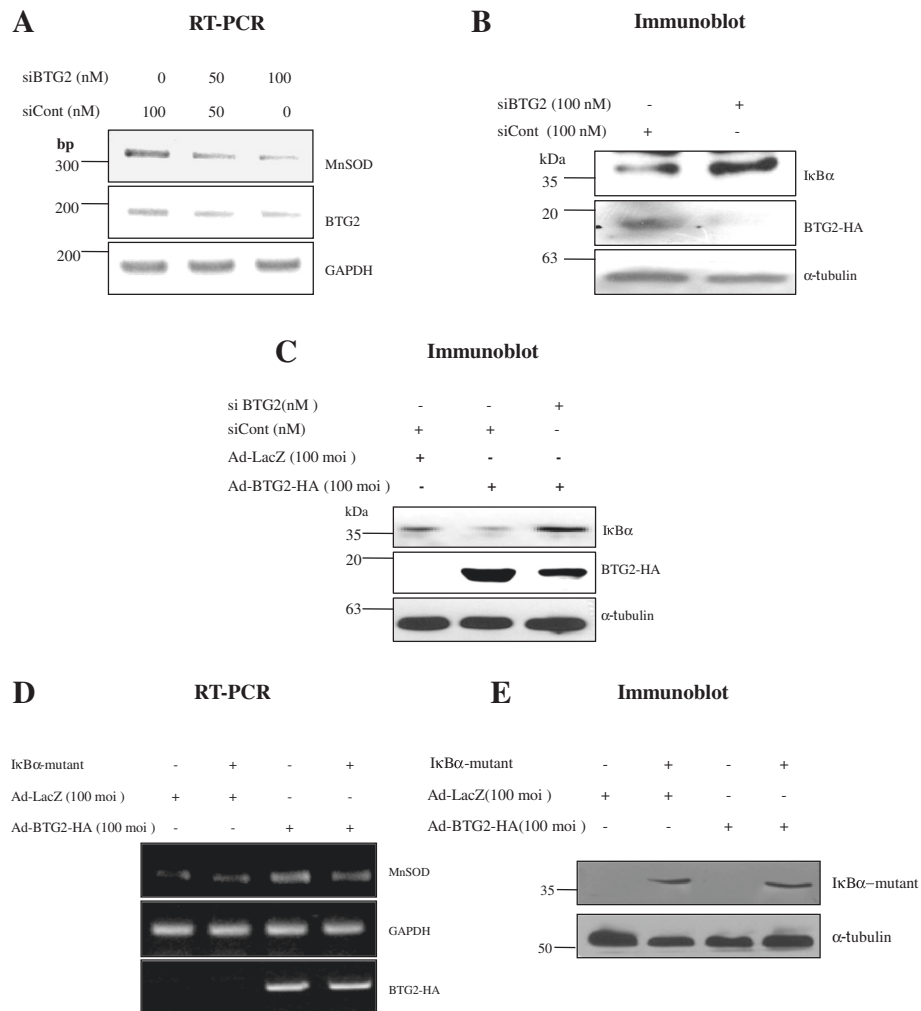 A RT-PCR
siBTG2 (nM) 0 50 100
siCont (nM) 100 50 0
bp
300 MnSOD
200 BTG2
200 GAPDH
B Immunoblot
siBTG2 (100 nM) - +
siCont (100 nM) + -
kDa
35 IκBα
20 BTG2-HA
63 α-tubulin
C Immunoblot
si BTG2(nM ) - - +
siCont (nM) + + -
Ad-LacZ (100 moi ) + - -
Ad-BTG2-HA (100 moi ) - + +
kDa
35 IκBα
20 BTG2-HA
63 α-tubulin
D RT-PCR
IκBα-mutant - + - +
Ad-LacZ (100 moi ) + + - -
Ad-BTG2-HA (100 moi ) - - + +
MnSOD
GAPDH
BTG2-HA
E Immunoblot
IκBα-mutant - + - +
Ad-LacZ(100 moi ) + + - -
Ad-BTG2-HA(100 moi ) - - + +
35 IκBα–mutant
50 α-tubulin